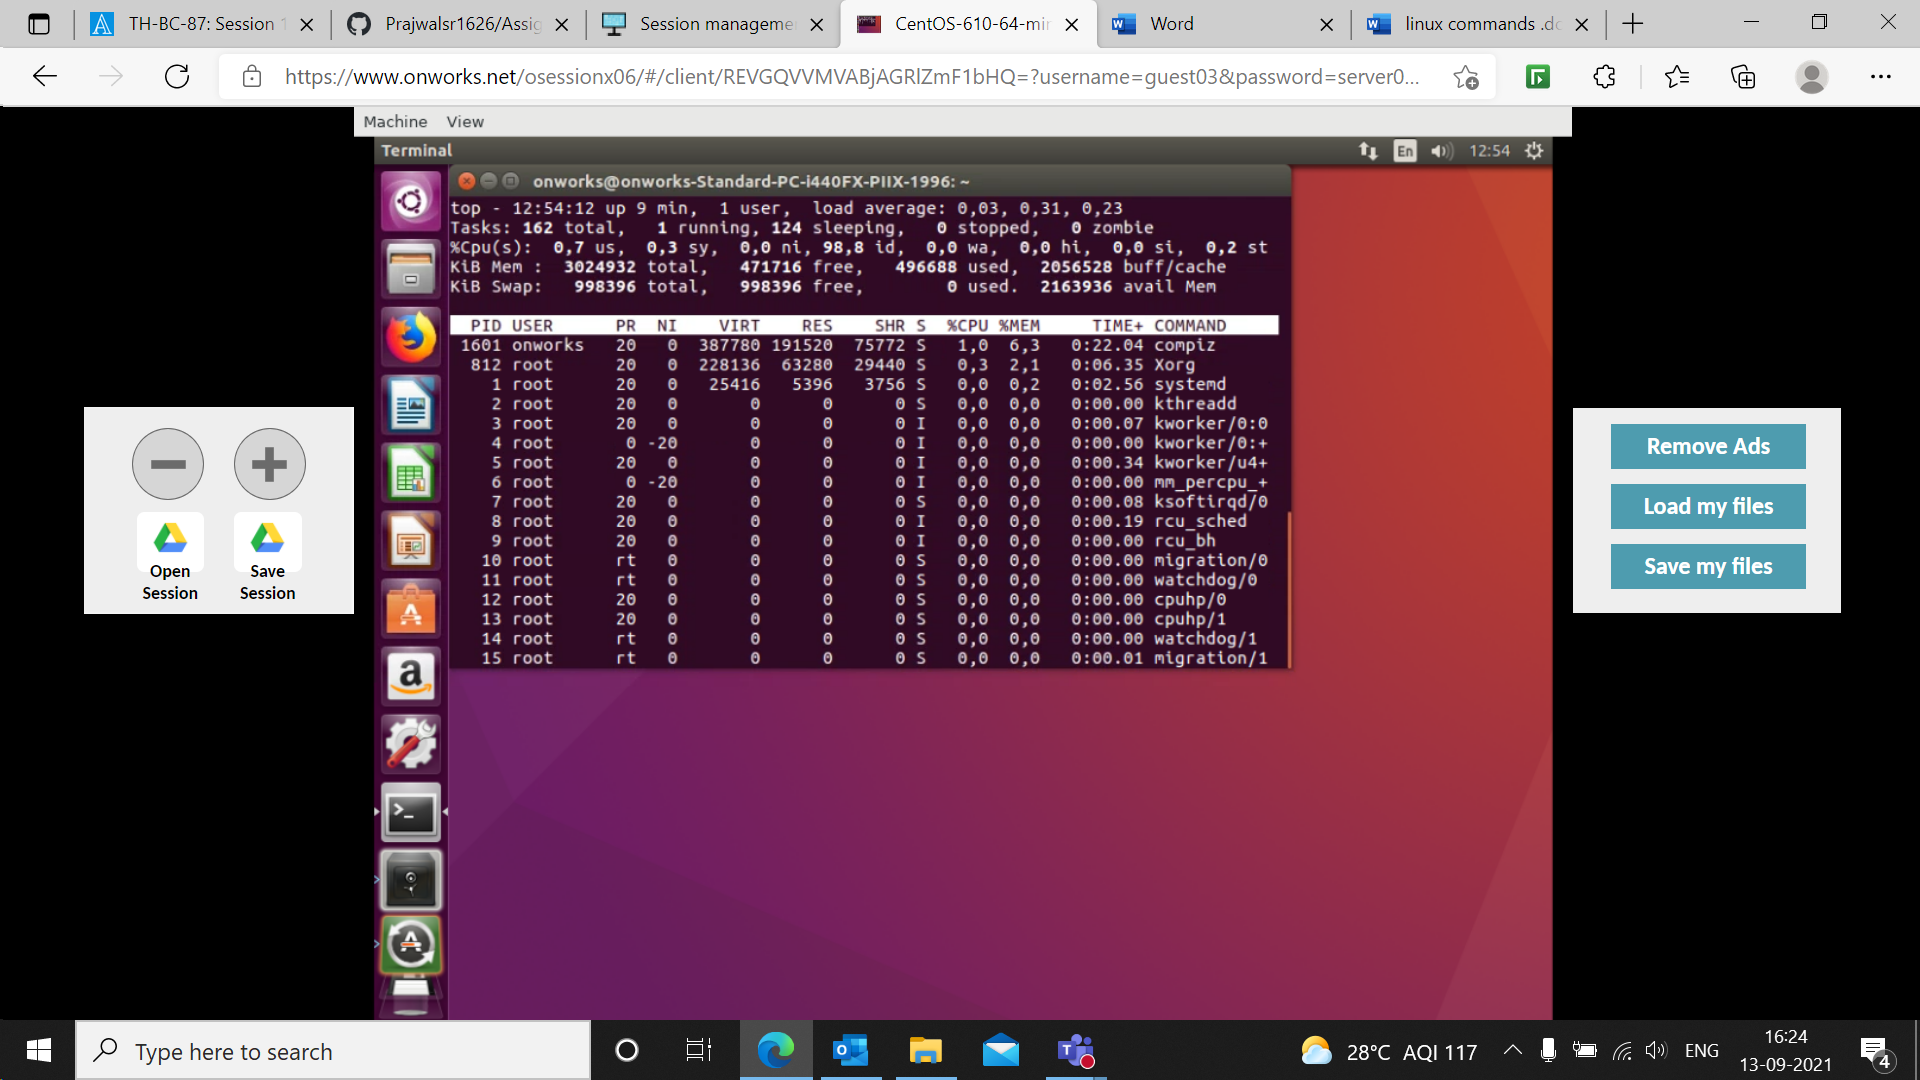 TH-BC-87: Session 1
Prajwalsr1626/Assig
Session manageme
CentOS-610-64-mir
Word
linux commands .do
https://www.onworks.net/osessionx06/#/client/REVGQVVMVABjAGRlZmF1bHQ=?username=guest03&password=server0...
Machine View
Terminal
En
12:54
onworks@onworks-Standard-PC-i440FX-PIIX-1996: ~
top - 12:54:12 up 9 min, 1 user, load average: 0,03, 0,31, 0,23
Tasks: 162 total, 1 running, 124 sleeping, 0 stopped, 0 zombie
%Cpu(s): 0,7 us, 0,3 sy, 0,0 ni, 98,8 id, 0,0 wa, 0,0 hi, 0,0 si, 0,2 st
KiB Mem : 3024932 total, 471716 free, 496688 used, 2056528 buff/cache
KiB Swap: 998396 total, 998396 free, 0 used. 2163936 avail Mem
PID USER PR NI VIRT RES SHR S %CPU %MEM TIME+ COMMAND
1601 onworks 20 0 387780 191520 75772 S 1,0 6,3 0:22.04 compiz
812 root 20 0 228136 63280 29440 S 0,3 2,1 0:06.35 Xorg
1 root 20 0 25416 5396 3756 S 0,0 0,2 0:02.56 systemd
2 root 20 0 0 0 0 S 0,0 0,0 0:00.00 kthreadd
3 root 20 0 0 0 0 I 0,0 0,0 0:00.07 kworker/0:0
4 root 0 -20 0 0 0 I 0,0 0,0 0:00.00 kworker/0:+
5 root 20 0 0 0 0 I 0,0 0,0 0:00.34 kworker/u4+
6 root 0 -20 0 0 0 I 0,0 0,0 0:00.00 mm_percpu_+
7 root 20 0 0 0 0 S 0,0 0,0 0:00.08 ksoftirqd/0
8 root 20 0 0 0 0 I 0,0 0,0 0:00.19 rcu_sched
9 root 20 0 0 0 0 I 0,0 0,0 0:00.00 rcu_bh
10 root rt 0 0 0 0 S 0,0 0,0 0:00.00 migration/0
11 root rt 0 0 0 0 S 0,0 0,0 0:00.00 watchdog/0
12 root 20 0 0 0 0 S 0,0 0,0 0:00.00 cpuhp/0
13 root 20 0 0 0 0 S 0,0 0,0 0:00.00 cpuhp/1
14 root rt 0 0 0 0 S 0,0 0,0 0:00.00 watchdog/1
15 root rt 0 0 0 0 S 0,0 0,0 0:00.01 migration/1
Open Session
Save Session
Remove Ads
Load my files
Save my files
Type here to search
28°C AQI 117
ENG
16:24
13-09-2021
4